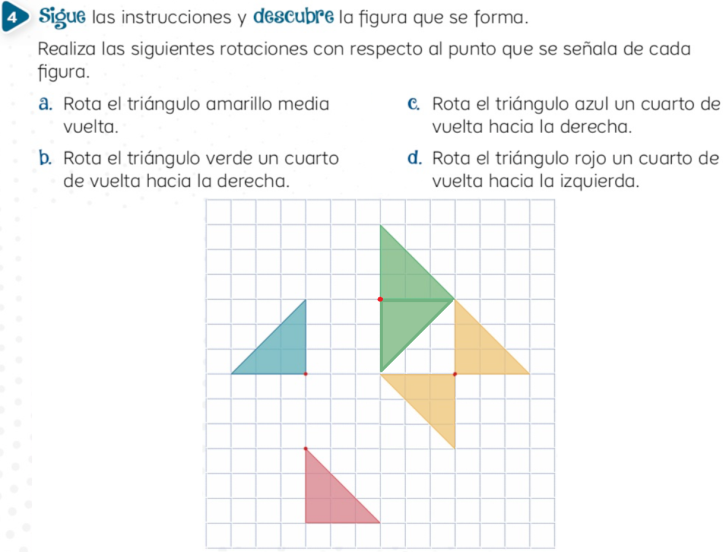 4 Sigue las instrucciones y descubre la figura que se forma.
Realiza las siguientes rotaciones con respecto al punto que se señala de cada
figura.
a. Rota el triángulo amarillo media
vuelta.
b. Rota el triángulo verde un cuarto
de vuelta hacia la derecha.
c. Rota el triángulo azul un cuarto de
vuelta hacia la derecha.
d. Rota el triángulo rojo un cuarto de
vuelta hacia la izquierda.